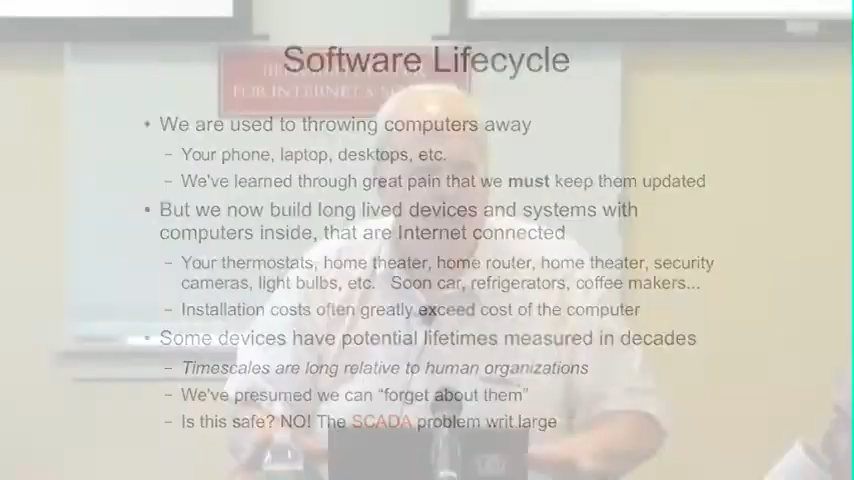 Software Lifecycle
FOR INTERNET &
• We are used to throwing computers away
– Your phone, laptop, desktops, etc.
– We've learned through great pain that we must keep them updated
• But we now build long lived devices and systems with
computers inside, that are Internet connected
– Your thermostats, home theater, home router, home theater, security
cameras, light bulbs, etc. Soon car, refrigerators, coffee makers...
– Installation costs often greatly exceed cost of the computer
• Some devices have potential lifetimes measured in decades
– Timescales are long relative to human organizations
– We've presumed we can “forget about them”
– Is this safe? NO! The SCADA problem writ large